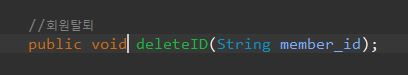 //회원탈퇴
public void deleteID(String member_id);